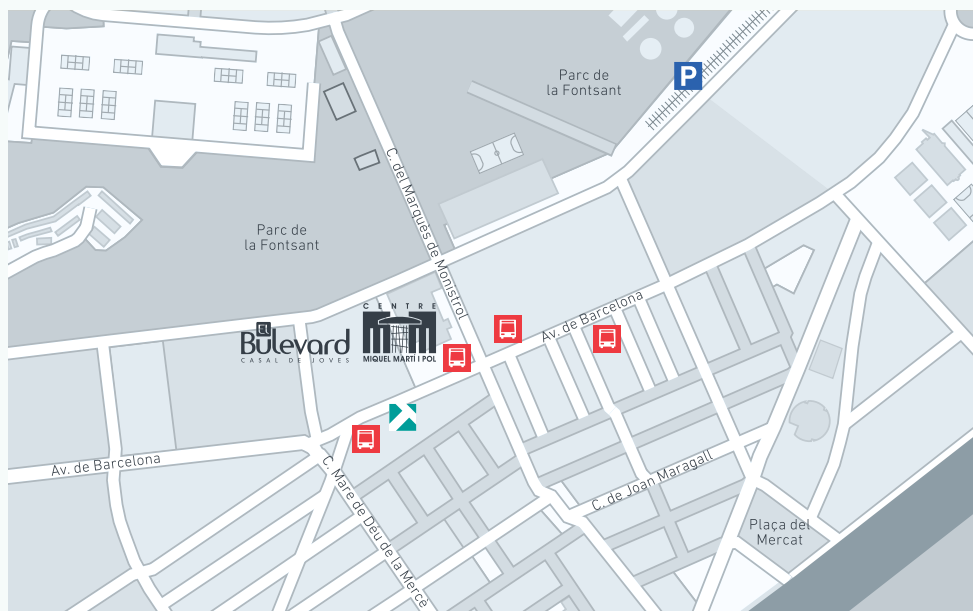 P
Parc de
la Fontsant
C. del Marquès de Monistrol
Parc de
la Fontsant
CENTRE
MIQUEL MARTÍ I POL
EL
Bulevard
CASAL DE JOVES
Av. de Barcelona
Av. de Barcelona
C. Mare de Déu de la Mercè
C. de Joan Maragall
Plaça del
Mercat